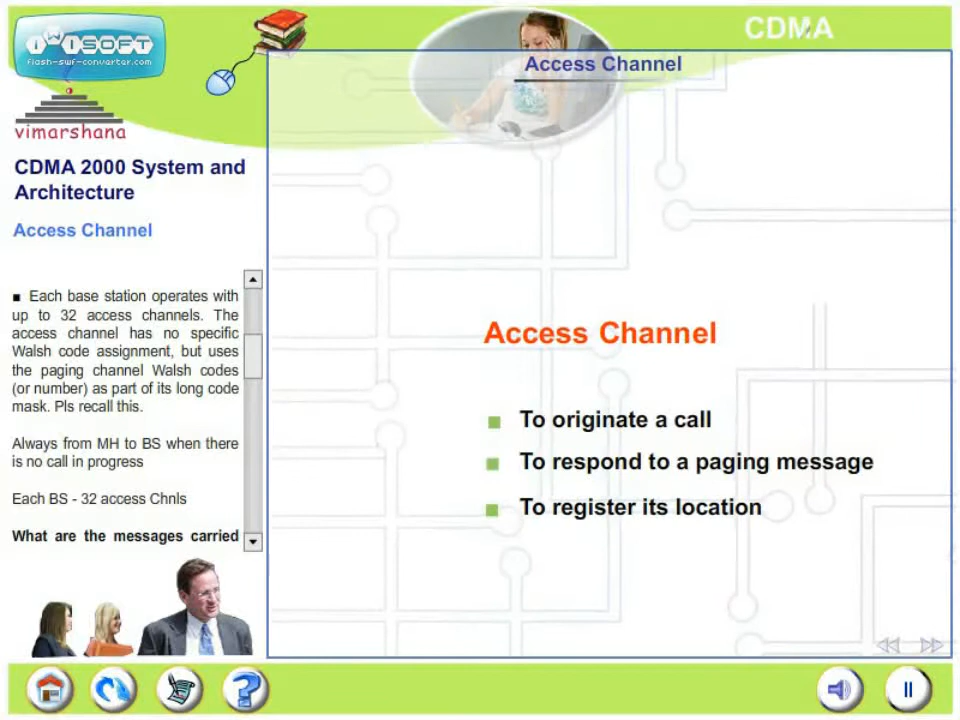 iWiSOFT
flash-swf-converter.com
CDMA
Access Channel
vimarshana
CDMA 2000 System and
Architecture
Access Channel
■ Each base station operates with
up to 32 access channels. The
access channel has no specific
Walsh code assignment, but uses
the paging channel Walsh codes
(or number) as part of its long code
mask. Pls recall this.
Always from MH to BS when there
is no call in progress
Each BS - 32 access Chnls
What are the messages carried
Access Channel
To originate a call
To respond to a paging message
To register its location